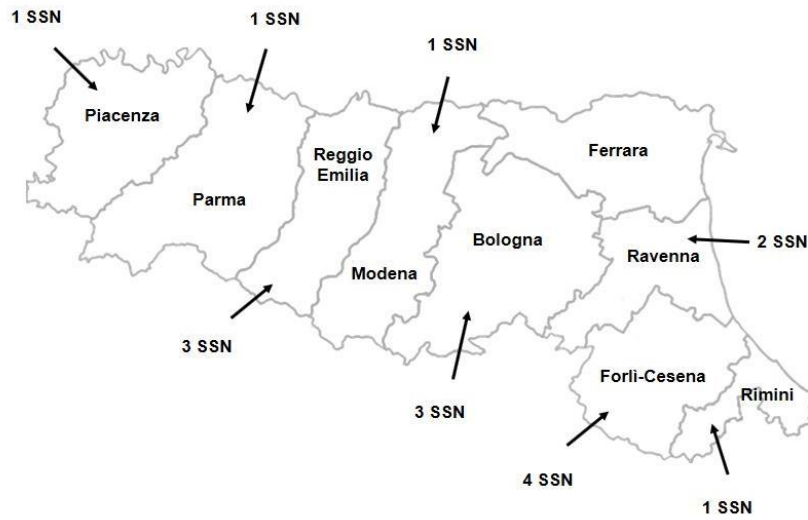 1 SSN
1 SSN
1 SSN
Piacenza
Reggio
Emilia
Ferrara
Parma
Bologna
Ravenna
2 SSN
Modena
3 SSN
Forlì-Cesena
Rimini
3 SSN
4 SSN
1 SSN